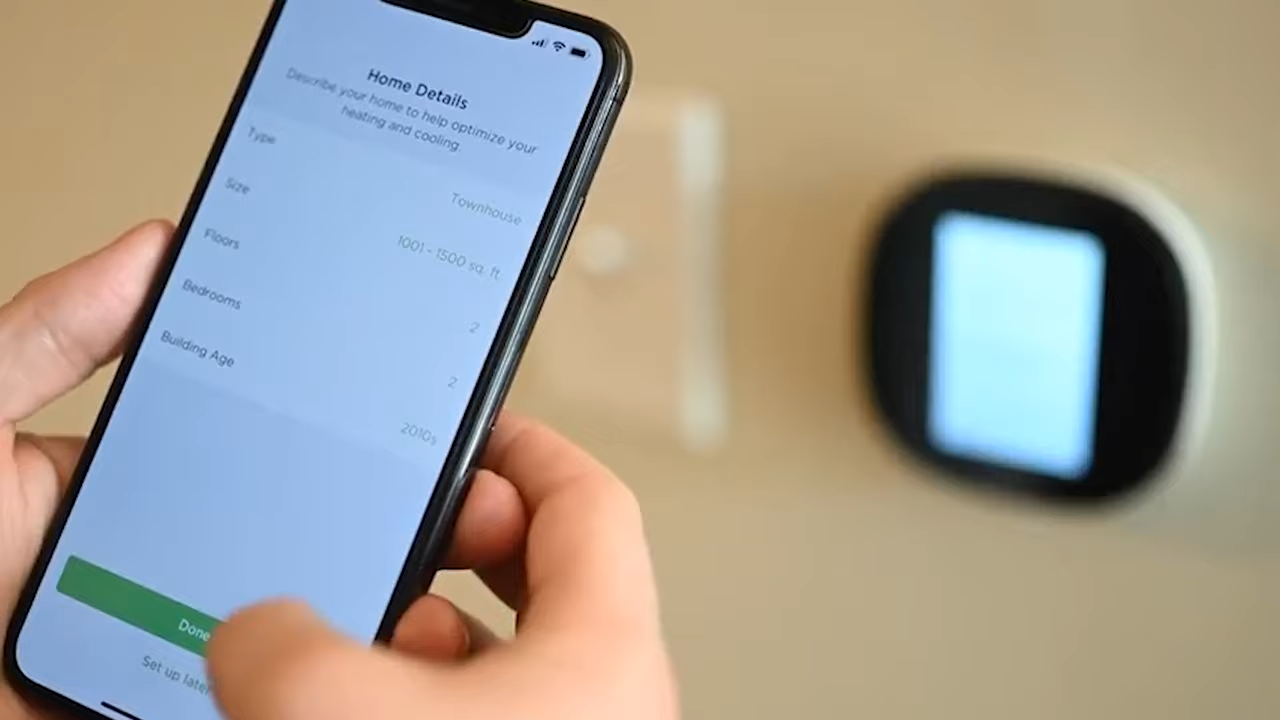 Home Details
Describe your home to help optimize your
heating and cooling.
Type
Townhouse
Size
1001 - 1500 sq. ft
Floors
2
Bedrooms
2
Building Age
2010s
Done
Set up later